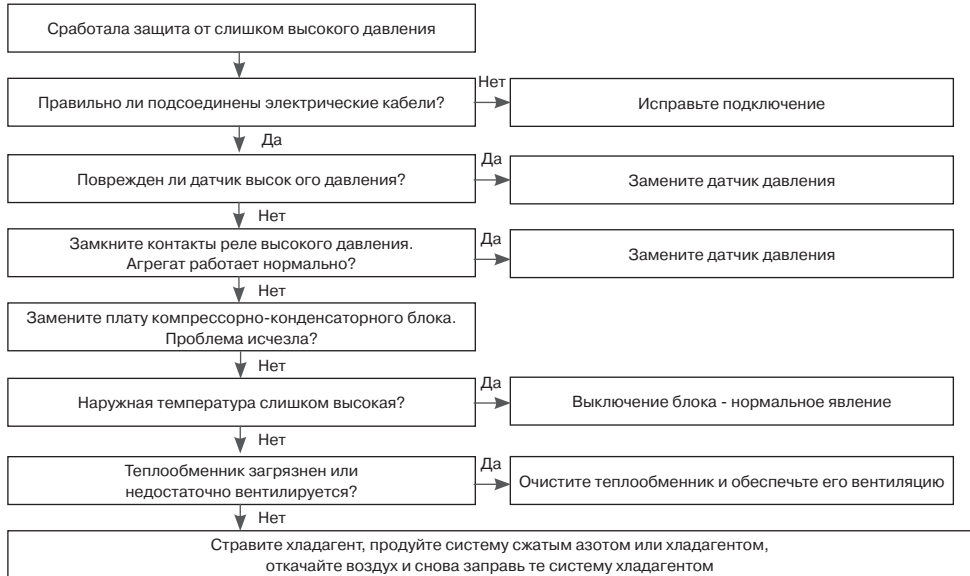 Сработала защита от слишком высокого давления
Правильно ли подсоединены электрические кабели?
Нет
Исправьте подключение
Да
Поврежден ли датчик высок ого давления?
Да
Замените датчик давления
Нет
Замкните контакты реле высокого давления.
Агрегат работает нормально?
Да
Замените датчик давления
Нет
Замените плату компрессорно-конденсаторного блока.
Проблема исчезла?
Нет
Наружная температура слишком высокая?
Да
Выключение блока - нормальное явление
Нет
Теплообменник загрязнен или
недостаточно вентилируется?
Да
Очистите теплообменник и обеспечьте его вентиляцию
Нет
Стравите хладагент, продуйте систему сжатым азотом или хладагентом,
откачайте воздух и снова заправь те систему хладагентом